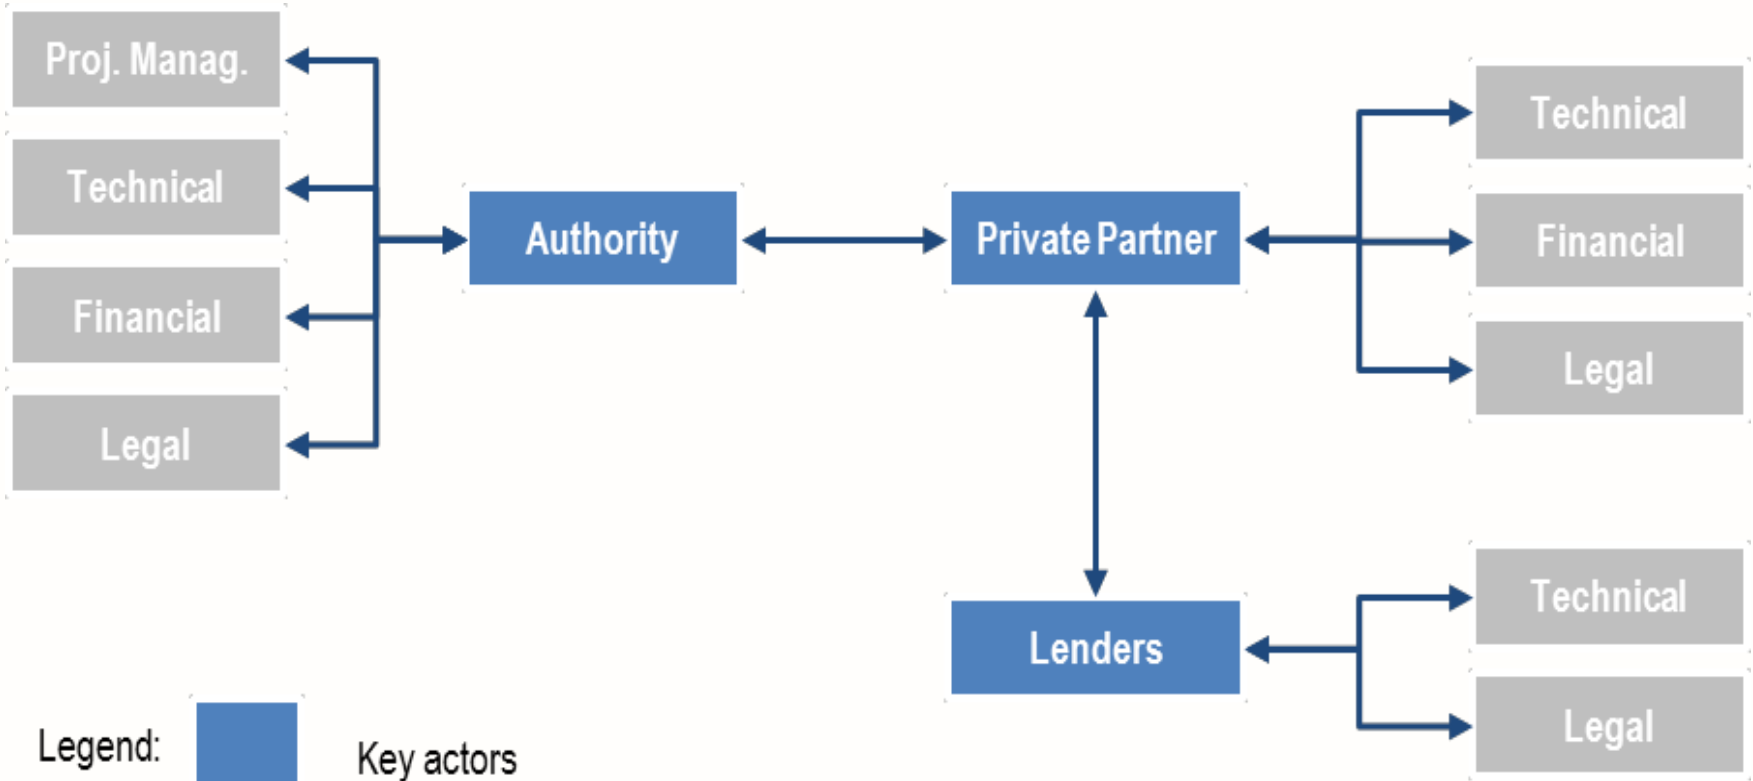 Proj. Manag.
Technical
Financial
Legal
Authority
Private Partner
Technical
Financial
Legal
Lenders
Technical
Legal
Legend:
Key actors